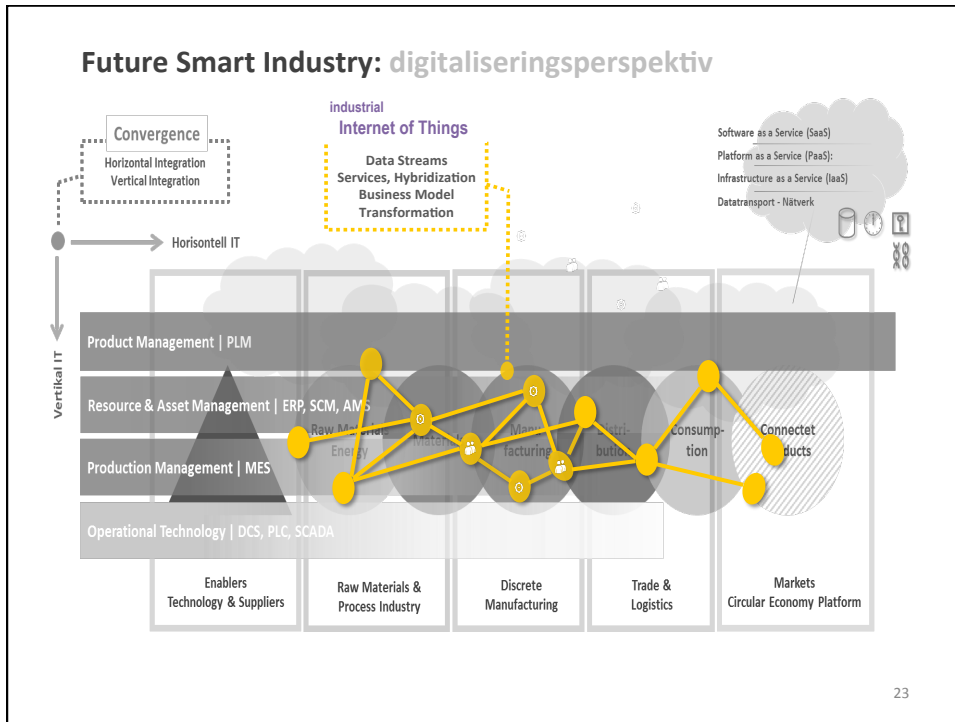 Future Smart Industry: digitaliseringsperspektiv
Convergence
Horizontal Integration
Vertical Integration
industrial
Internet of Things
Data Streams
Services, Hybridization
Business Model
Transformation
Software as a Service (SaaS)
Platform as a Service (PaaS):
Infrastructure as a Service (IaaS)
Datatransport - Nätverk
Horisontell IT
Vertikal IT
Product Management | PLM
Resource & Asset Management | ERP, SCM, AMS
Production Management | MES
Operational Technology | DCS, PLC, SCADA
Raw Materials
Energy
Material
Manu
facturing
Distri-
bution
Consump-
tion
Connectet
ducts
Enablers
Technology & Suppliers
Raw Materials &
Process Industry
Discrete
Manufacturing
Trade &
Logistics
Markets
Circular Economy Platform
23